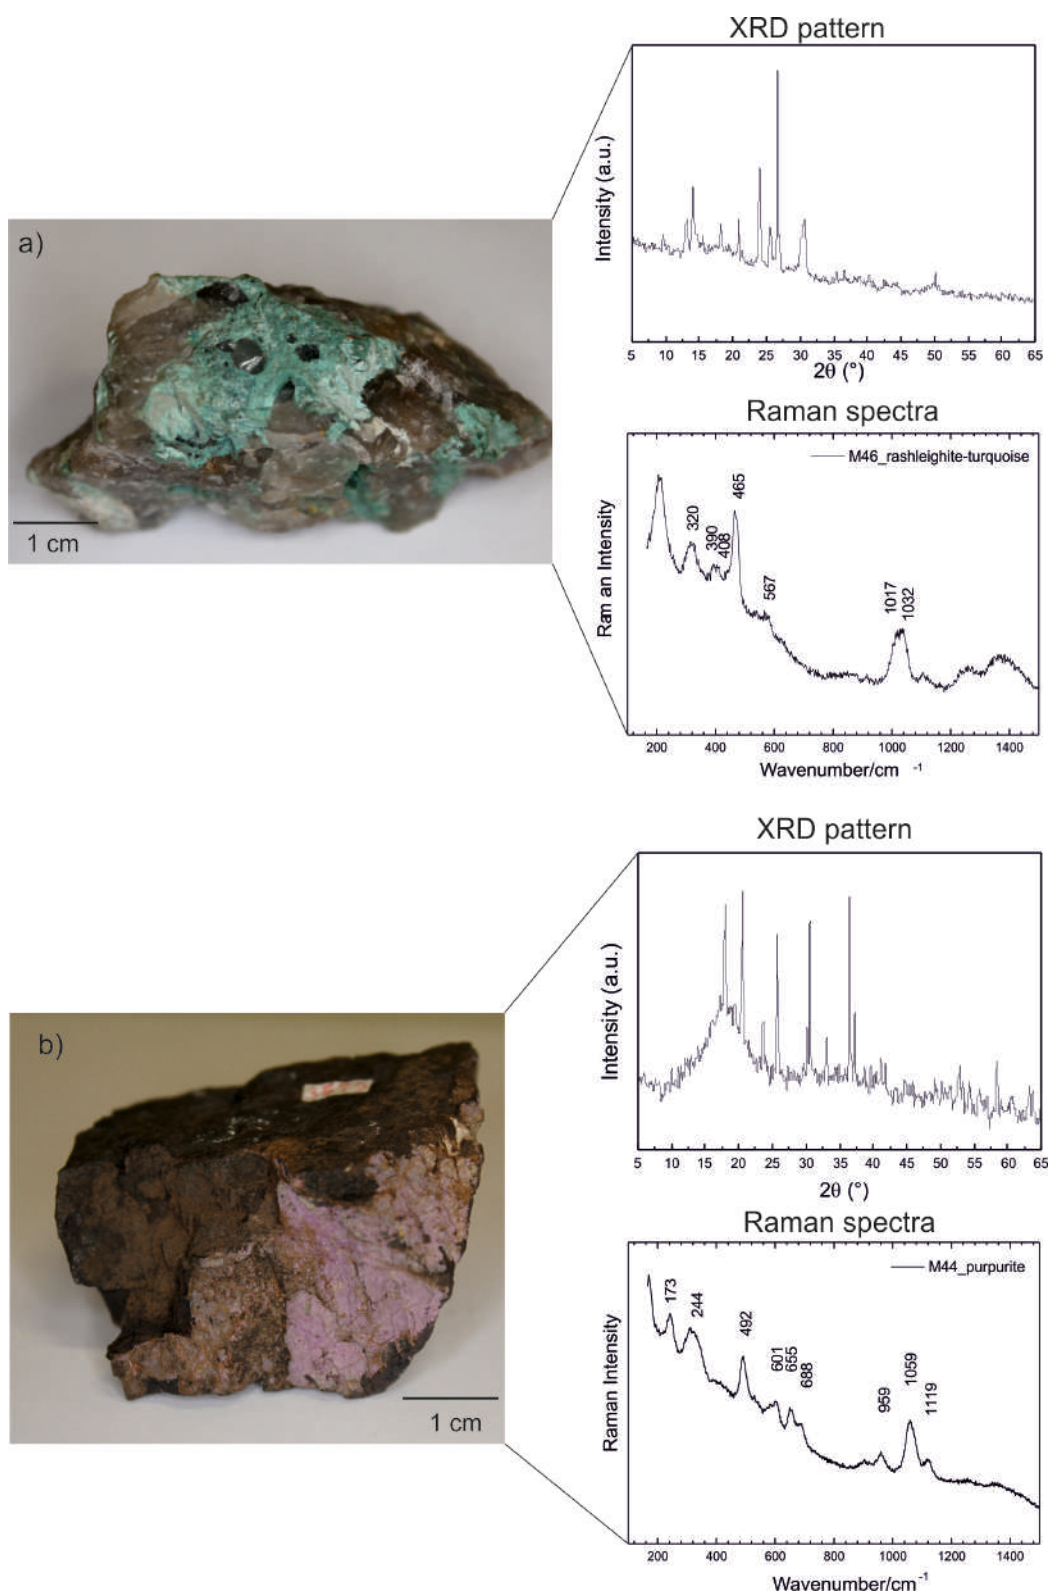 XRD pattern
Intensity (a.u.)
5 10 15 20 25 30 35 40 45 50 55 60 65
2θ (°)
a)
1 cm
Raman spectra
M46_rashleighite-turquoise
Ram an Intensity
320
390
408
465
567
1017
1032
200 400 600 800 1000 1200 1400
Wavenumber/cm -1
XRD pattern
Intensity (a.u.)
5 10 15 20 25 30 35 40 45 50 55 60 65
2θ (°)
b)
1 cm
Raman spectra
M44_purpurite
Raman Intensity
173
244
492
601
655
688
959
1059
1119
200 400 600 800 1000 1200 1400
Wavenumber/cm-1